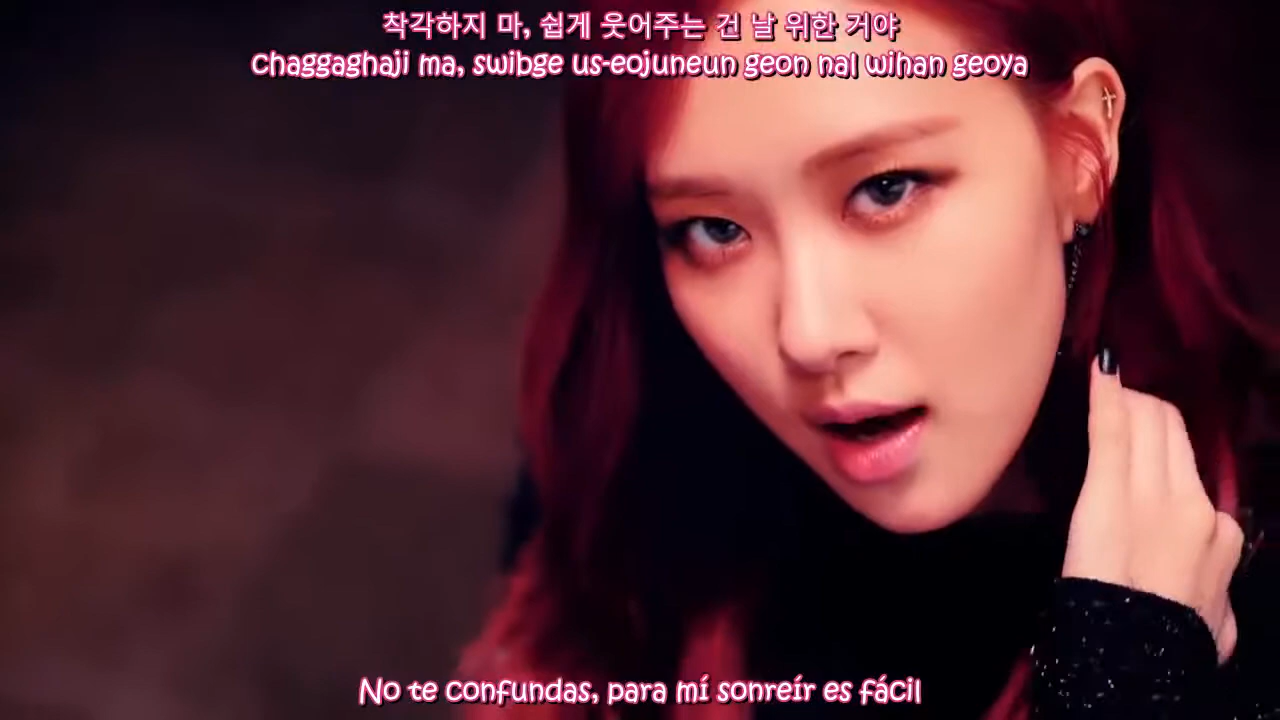 착각하지 마, 쉽게 웃어주는 건 날 위한 거야
chaggaghaji ma, swibge us-eojuneun geon nal wihan geoya
No te confundas, para mí sonreír es fácil